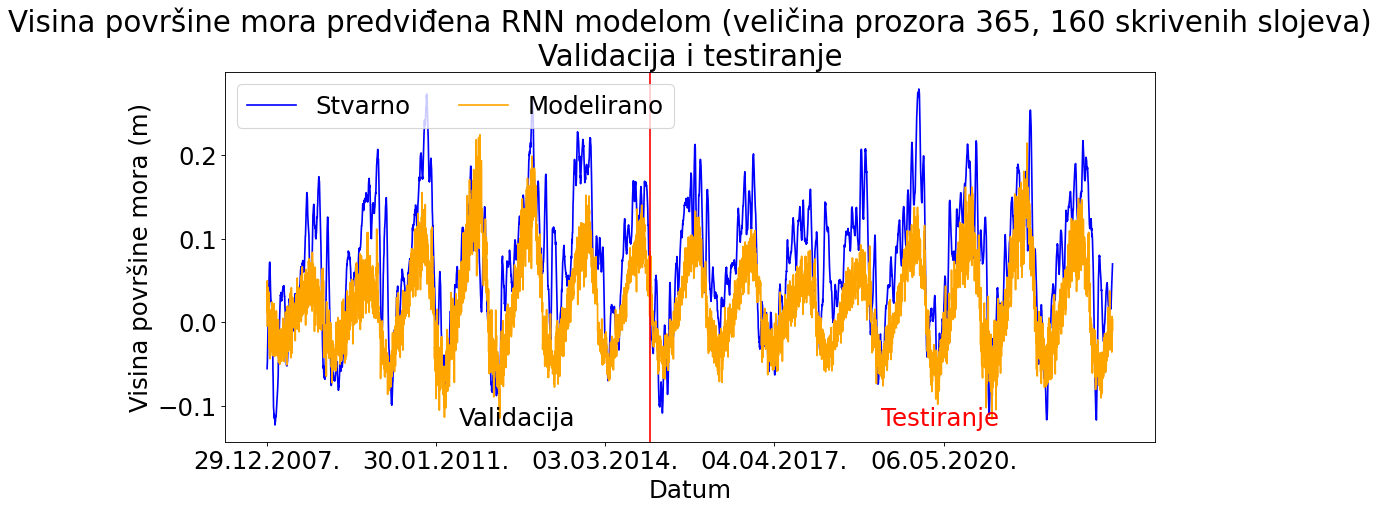 Visina površine mora predviđena RNN modelom (veličina prozora 365, 160 skrivenih slojeva)
Validacija i testiranje
Stvarno
Modelirano
Visina površine mora (m)
0.2
0.1
0.0
−0.1
Validacija
Testiranje
29.12.2007.
30.01.2011.
03.03.2014.
04.04.2017.
06.05.2020.
Datum